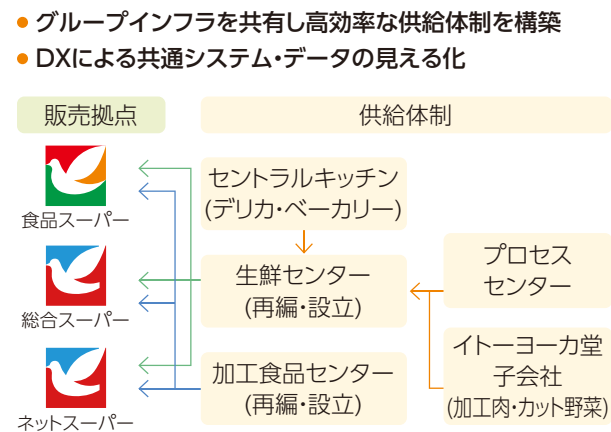 ● グループインフラを共有し高効率な供給体制を構築
● DXによる共通システム・データの見える化
販売拠点
供給体制
食品スーパー
総合スーパー
ネットスーパー
セントラルキッチン
(デリカ・ベーカリー)
生鮮センター
(再編・設立)
加工食品センター
(再編・設立)
プロセス
センター
イトーヨーカ堂
子会社
(加工肉・カット野菜)